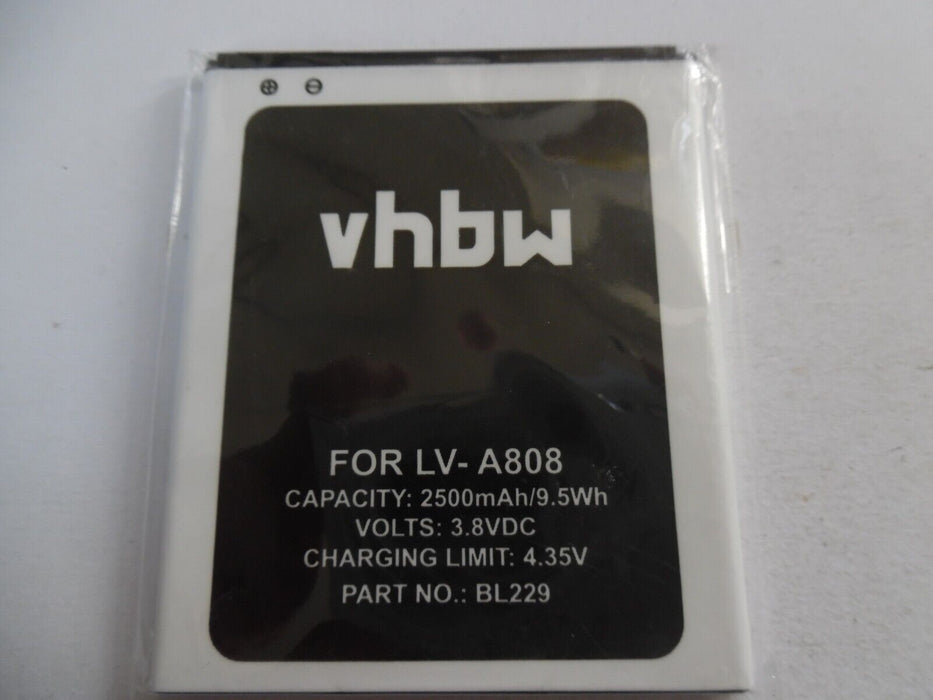 ⊕ ⊖
vhbw
FOR LV- A808
CAPACITY: 2500mAh/9.5Wh
VOLTS: 3.8VDC
CHARGING LIMIT: 4.35V
PART NO.: BL229